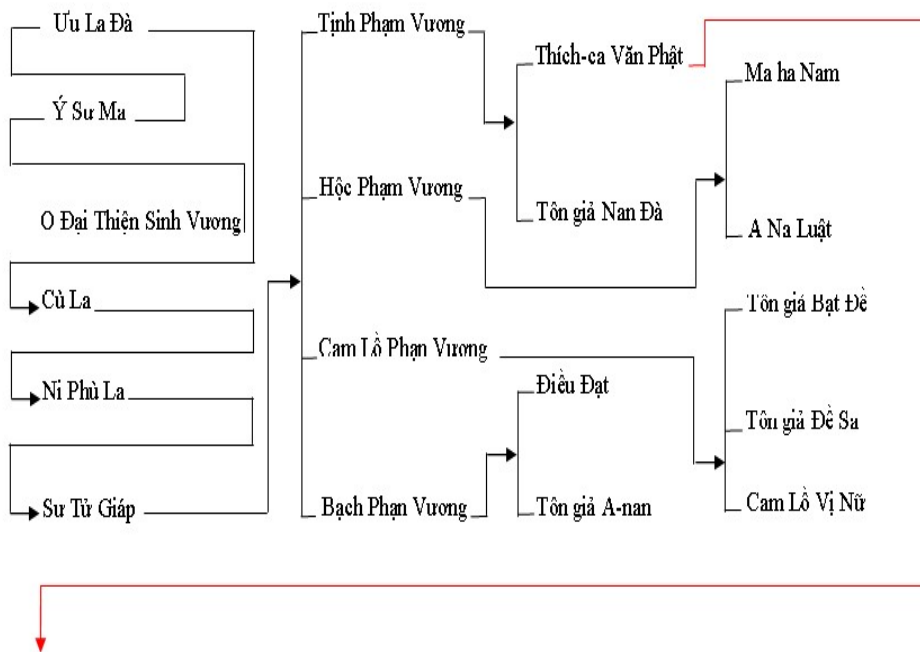 Ưu La Đà
Ý Sư Ma
O Đại Thiện Sinh Vương
Cù La
Ni Phù La
Sư Tử Giáp
Tịnh Phạm Vương
Hộc Phạm Vương
Cam Lồ Phạn Vương
Bạch Phạn Vương
Thích-ca Văn Phật
Tôn giả Nan Đà
Điều Đạt
Tôn giả A-nan
Ma ha Nam
A Na Luật
Tôn giả Bạt Đề
Tôn giả Đề Sa
Cam Lồ Vị Nữ